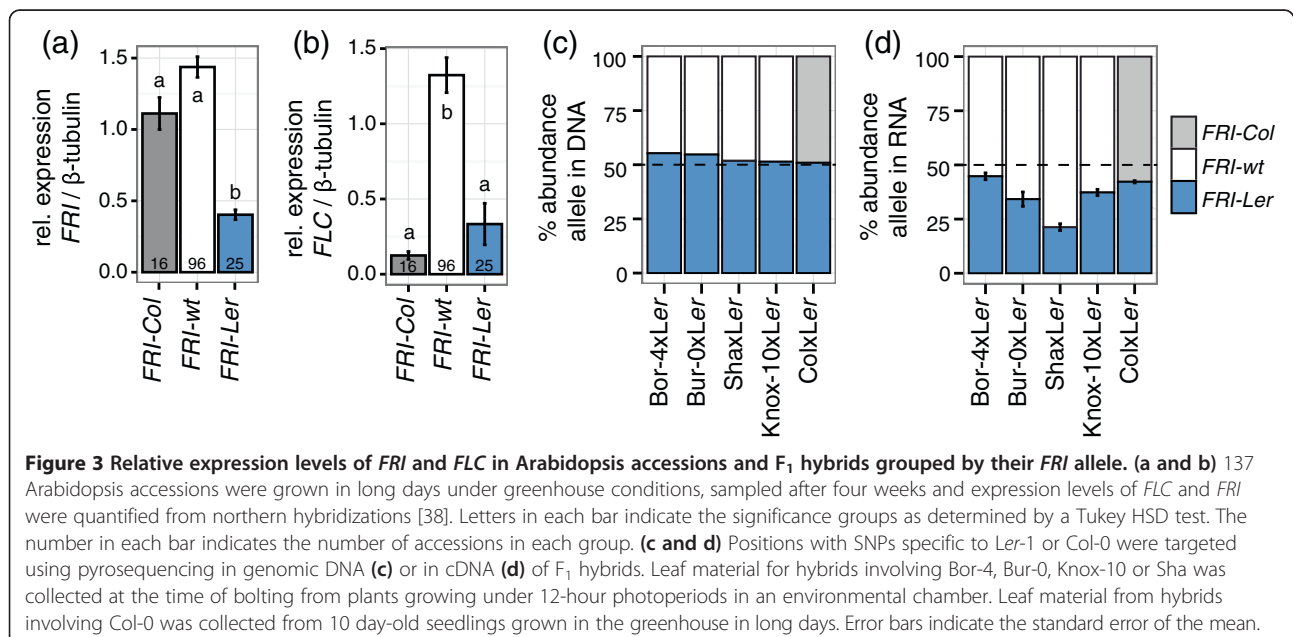 (a)
rel. expression
FRI / β-tubulin
1.5
1.0
0.5
0.0
a
a
b
16
96
25
FRI-Col
FRI-wt
FRI-Ler
(b)
rel. expression
FLC / β-tubulin
1.5
1.0
0.5
0.0
a
b
a
16
96
25
FRI-Col
FRI-wt
FRI-Ler
(c)
% abundance
allele in DNA
100
75
50
25
0
Bor-4xLer
Bur-0xLer
ShaxLer
Knox-10xLer
ColxLer
(d)
% abundance
allele in RNA
100
75
50
25
0
Bor-4xLer
Bur-0xLer
ShaxLer
Knox-10xLer
ColxLer
FRI-Col
FRI-wt
FRI-Ler
Figure 3 Relative expression levels of FRI and FLC in Arabidopsis accessions and F1 hybrids grouped by their FRI allele. (a and b) 137
Arabidopsis accessions were grown in long days under greenhouse conditions, sampled after four weeks and expression levels of FLC and FRI
were quantified from northern hybridizations [38]. Letters in each bar indicate the significance groups as determined by a Tukey HSD test. The
number in each bar indicates the number of accessions in each group. (c and d) Positions with SNPs specific to Ler-1 or Col-0 were targeted
using pyrosequencing in genomic DNA (c) or in cDNA (d) of F1 hybrids. Leaf material for hybrids involving Bor-4, Bur-0, Knox-10 or Sha was
collected at the time of bolting from plants growing under 12-hour photoperiods in an environmental chamber. Leaf material from hybrids
involving Col-0 was collected from 10 day-old seedlings grown in the greenhouse in long days. Error bars indicate the standard error of the mean.